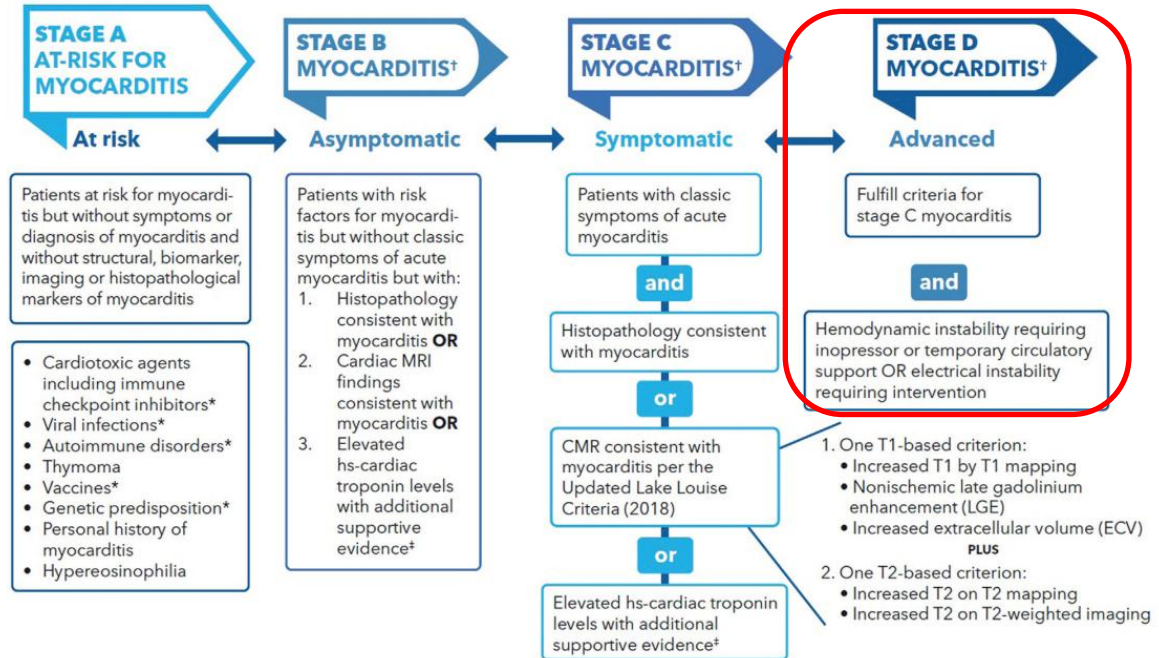 STAGE A
AT-RISK FOR
MYOCARDITIS
At risk
Patients at risk for myocardi-
tis but without symptoms or
diagnosis of myocarditis and
without structural, biomarker,
imaging or histopathological
markers of myocarditis
• Cardiotoxic agents
including immune
checkpoint inhibitors*
• Viral infections*
• Autoimmune disorders*
• Thymoma
• Vaccines*
• Genetic predisposition*
• Personal history of
myocarditis
• Hypereosinophilia
STAGE B
MYOCARDITIS†
Asymptomatic
Patients with risk
factors for myocardi-
tis but without classic
symptoms of acute
myocarditis but with:
1. Histopathology
consistent with
myocarditis OR
2. Cardiac MRI
findings
consistent with
myocarditis OR
3. Elevated
hs-cardiac
troponin levels
with additional
supportive
evidence‡
STAGE C
MYOCARDITIS†
Symptomatic
Patients with classic
symptoms of acute
myocarditis
and
Histopathology consistent
with myocarditis
or
CMR consistent with
myocarditis per the
Updated Lake Louise
Criteria (2018)
or
Elevated hs-cardiac troponin
levels with additional
supportive evidence‡
STAGE D
MYOCARDITIS†
Advanced
Fulfill criteria for
stage C myocarditis
and
Hemodynamic instability requiring
inopressor or temporary circulatory
support OR electrical instability
requiring intervention
1. One T1-based criterion:
• Increased T1 by T1 mapping
• Nonischemic late gadolinium
enhancement (LGE)
• Increased extracellular volume (ECV)
PLUS
2. One T2-based criterion:
• Increased T2 on T2 mapping
• Increased T2 on T2-weighted imaging